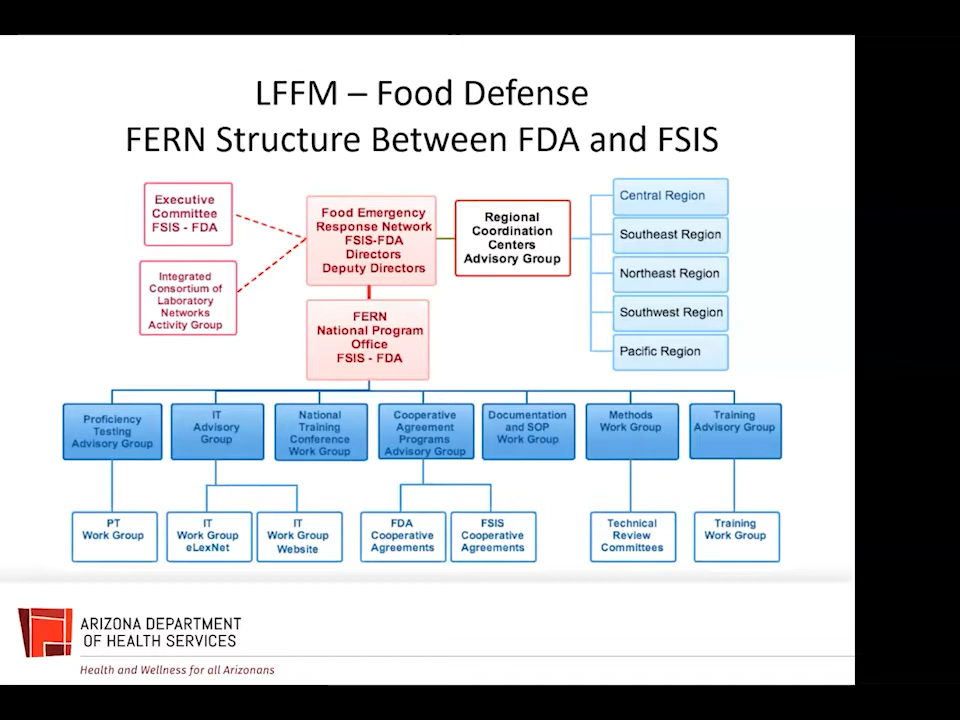 LFFM – Food Defense
FERN Structure Between FDA and FSIS
Executive
Committee
FSIS - FDA
Integrated
Consortium of
Laboratory
Networks
Activity Group
Food Emergency
Response Network
FSIS-FDA
Directors
Deputy Directors
Regional
Coordination
Centers
Advisory Group
Central Region
Southeast Region
Northeast Region
Southwest Region
Pacific Region
FERN
National Program
Office
FSIS - FDA
Proficiency
Testing
Advisory Group
IT
Advisory
Group
National
Training
Conference
Work Group
Cooperative
Agreement
Programs
Advisory Group
Documentation
and SOP
Work Group
Methods
Work Group
Training
Advisory Group
PT
Work Group
IT
Work Group
eLexNet
IT
Work Group
Website
FDA
Cooperative
Agreements
FSIS
Cooperative
Agreements
Technical
Review
Committees
Training
Work Group
ARIZONA DEPARTMENT
OF HEALTH SERVICES
Health and Wellness for all Arizonans